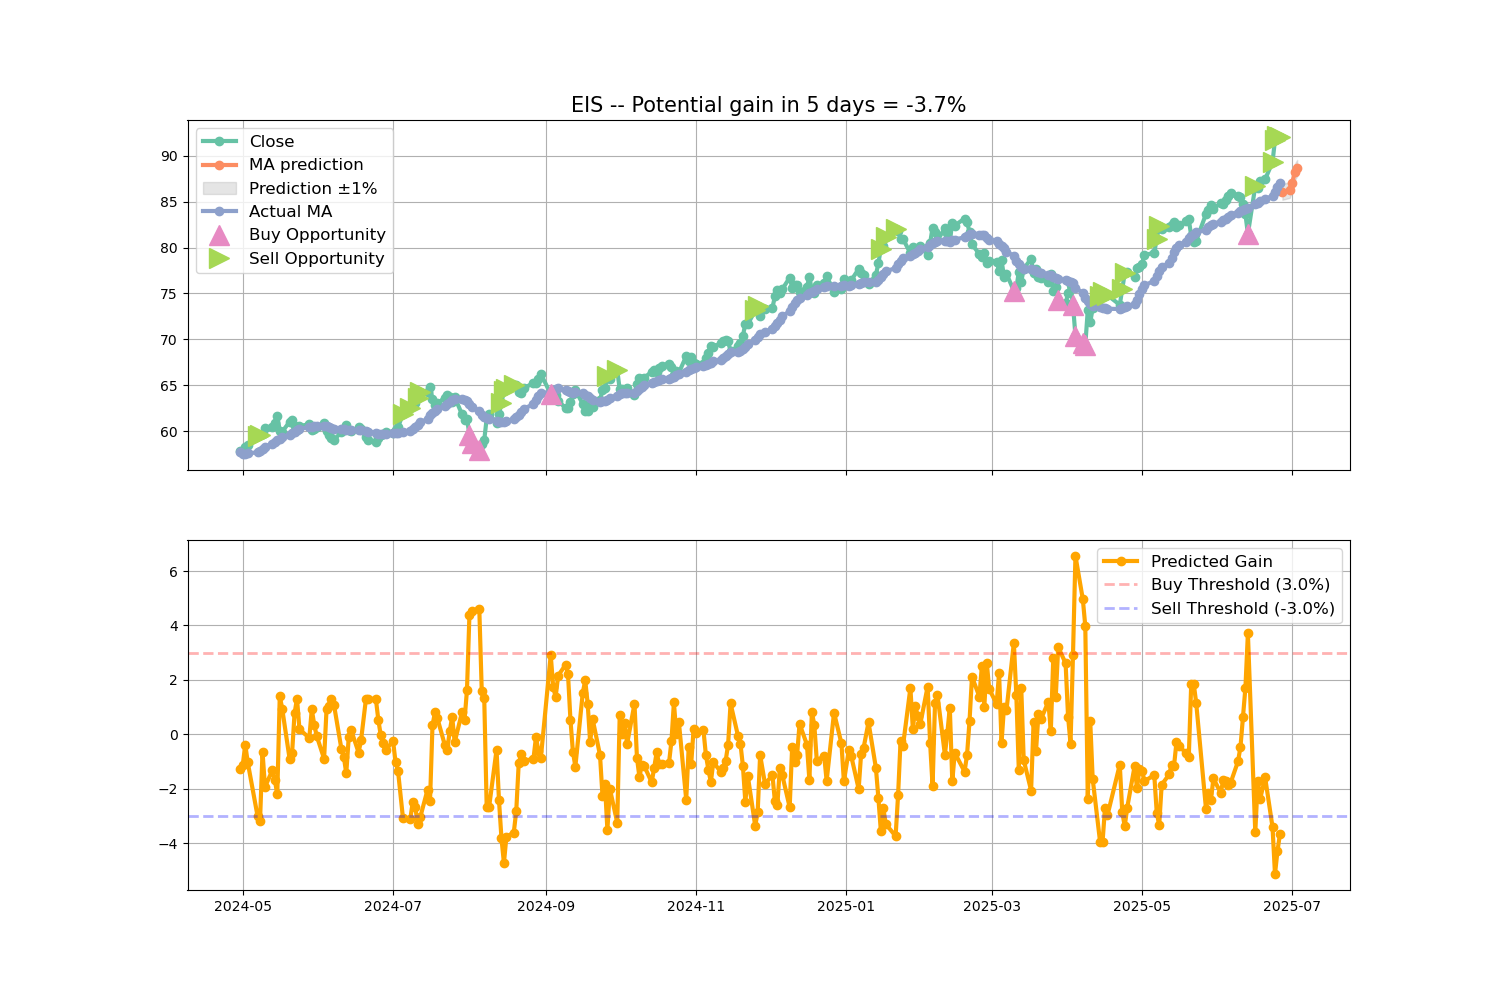 EIS -- Potential gain in 5 days = -3.7%
Close
MA prediction
Prediction ±1%
Actual MA
Buy Opportunity
Sell Opportunity
90
85
80
75
70
65
60
Predicted Gain
Buy Threshold (3.0%)
Sell Threshold (-3.0%)
6
4
2
0
−2
−4
2024-05
2024-07
2024-09
2024-11
2025-01
2025-03
2025-05
2025-07